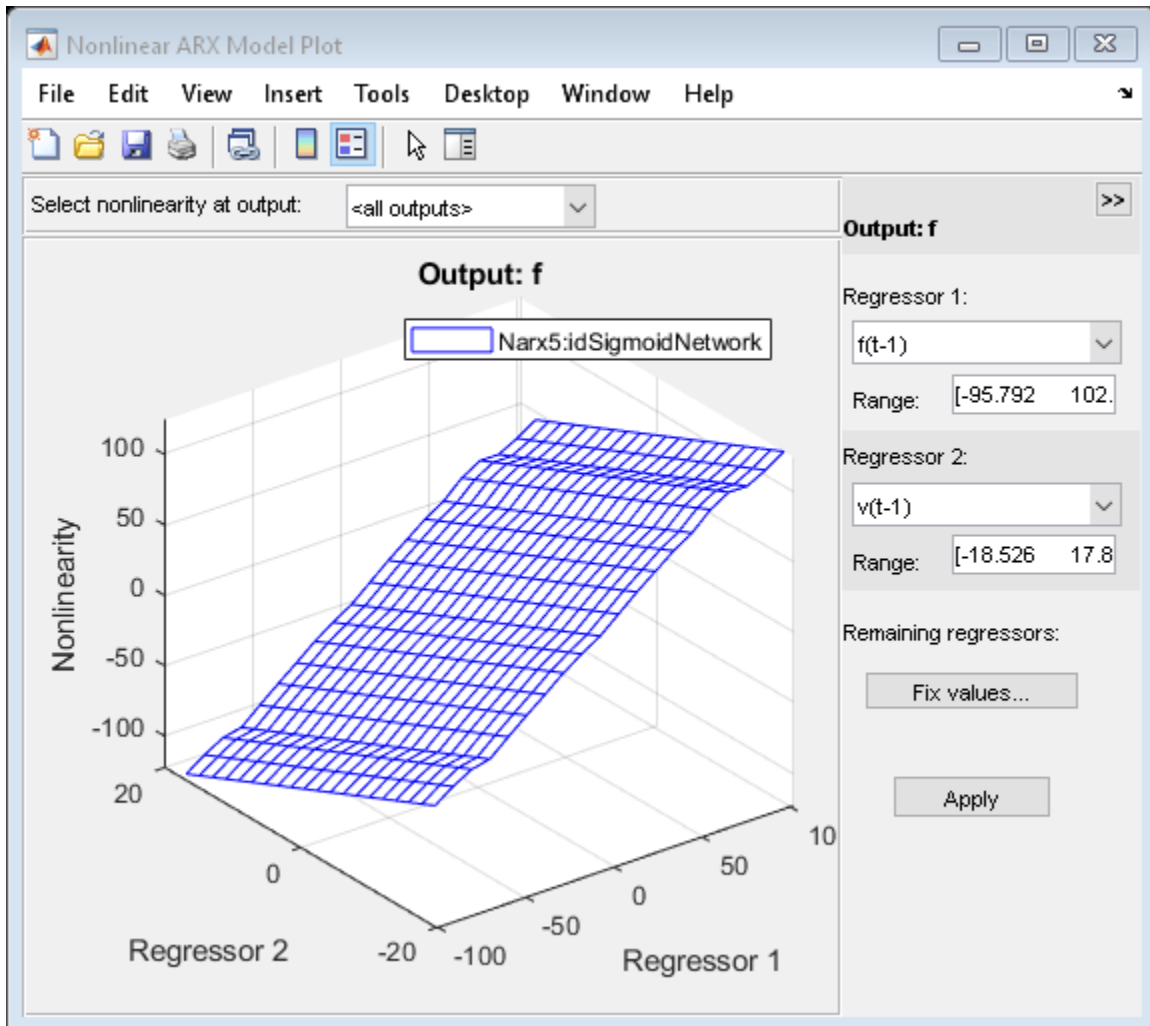 Nonlinear ARX Model Plot
File Edit View Insert Tools Desktop Window Help
Select nonlinearity at output: <all outputs>
Output: f
Narx5:idSigmoidNetwork
Nonlinearity
100
50
0
-50
-100
20
0
-20
Regressor 2
-100
-50
0
50
10
Regressor 1
>>
Output: f
Regressor 1:
f(t-1)
Range: [-95.792 102.
Regressor 2:
v(t-1)
Range: [-18.526 17.8
Remaining regressors:
Fix values...
Apply